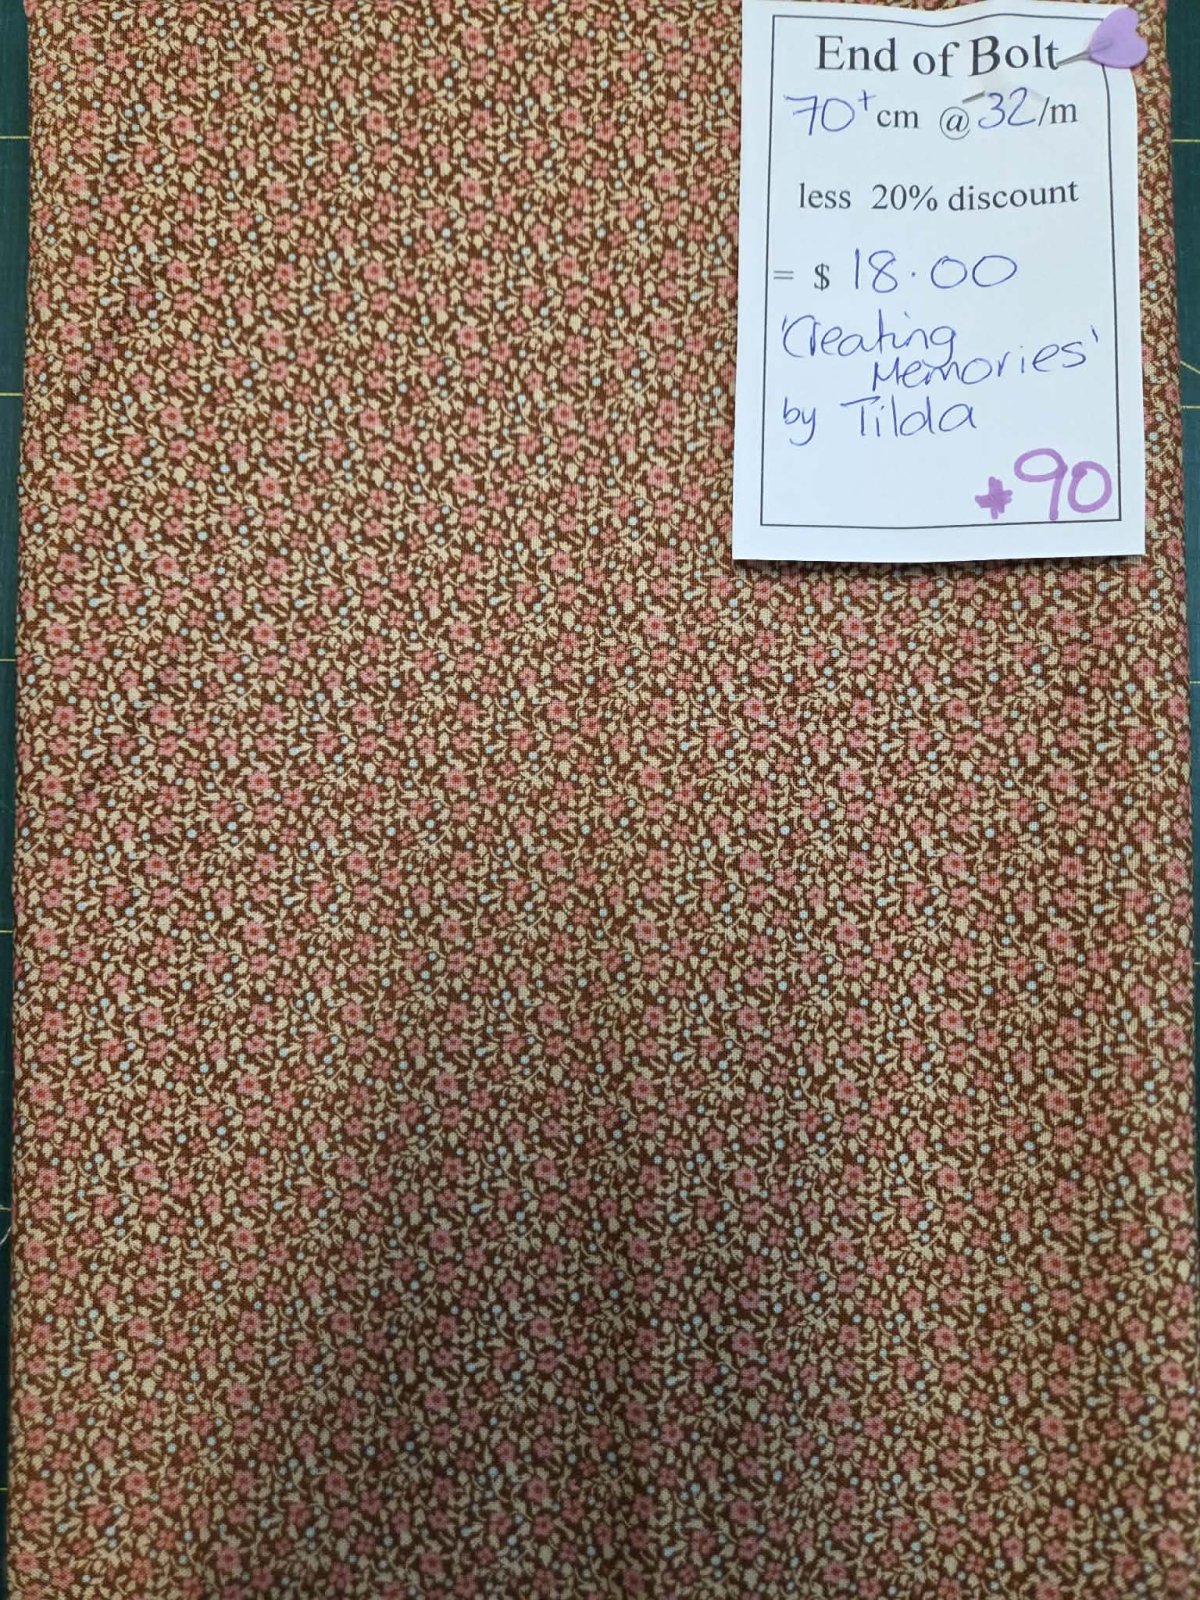 End of Bolt
70+cm @ 32/m
less 20% discount
= $ 18.00
'Creating
Memories'
by Tilda
#90